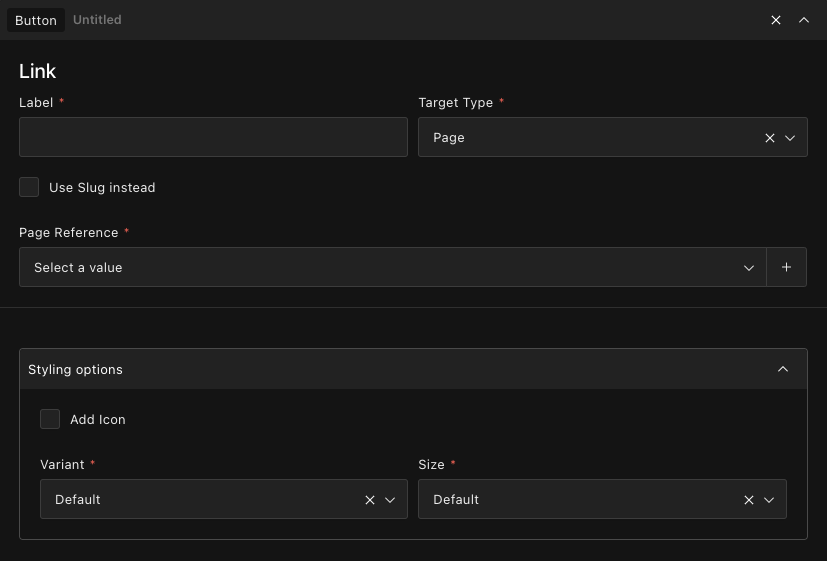 Button Untitled
Link
Label * Target Type *
Page
Use Slug instead
Page Reference *
Select a value
Styling options
Add Icon
Variant * Size *
Default Default